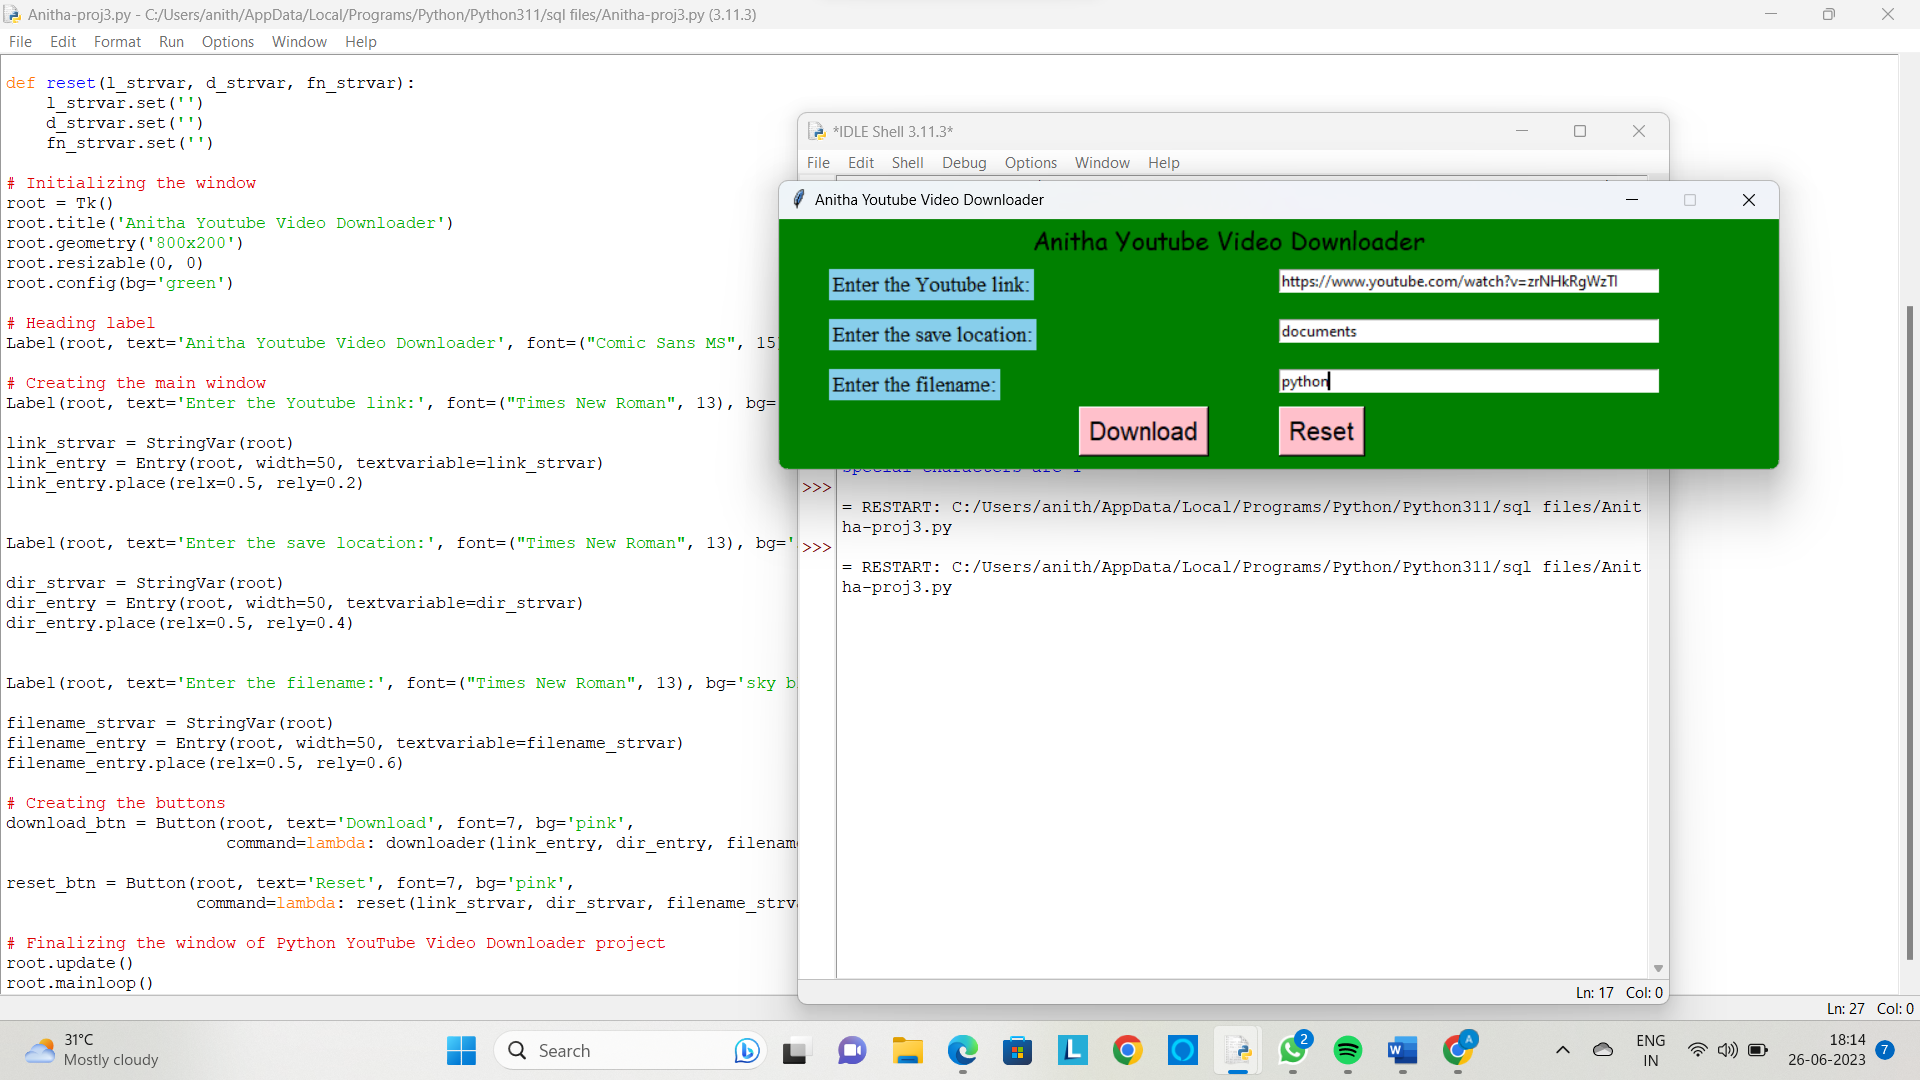 Anitha-proj3.py - C:/Users/anith/AppData/Local/Programs/Python/Python311/sql files/Anitha-proj3.py (3.11.3)
File Edit Format Run Options Window Help
def reset(l_strvar, d_strvar, fn_strvar):
    l_strvar.set('')
    d_strvar.set('')
    fn_strvar.set('')
# Initializing the window
root = Tk()
root.title('Anitha Youtube Video Downloader')
root.geometry('800x200')
root.resizable(0, 0)
root.config(bg='green')
# Heading label
Label(root, text='Anitha Youtube Video Downloader', font=("Comic Sans MS", 15
# Creating the main window
Label(root, text='Enter the Youtube link:', font=("Times New Roman", 13), bg=
link_strvar = StringVar(root)
link_entry = Entry(root, width=50, textvariable=link_strvar)
link_entry.place(relx=0.5, rely=0.2)
Label(root, text='Enter the save location:', font=("Times New Roman", 13), bg='
dir_strvar = StringVar(root)
dir_entry = Entry(root, width=50, textvariable=dir_strvar)
dir_entry.place(relx=0.5, rely=0.4)
Label(root, text='Enter the filename:', font=("Times New Roman", 13), bg='sky b
filename_strvar = StringVar(root)
filename_entry = Entry(root, width=50, textvariable=filename_strvar)
filename_entry.place(relx=0.5, rely=0.6)
# Creating the buttons
download_btn = Button(root, text='Download', font=7, bg='pink',
                      command=lambda: downloader(link_entry, dir_entry, filenam
reset_btn = Button(root, text='Reset', font=7, bg='pink',
                   command=lambda: reset(link_strvar, dir_strvar, filename_strv
# Finalizing the window of Python YouTube Video Downloader project
root.update()
root.mainloop()
*IDLE Shell 3.11.3*
File Edit Shell Debug Options Window Help
Anitha Youtube Video Downloader
Anitha Youtube Video Downloader
Enter the Youtube link: https://www.youtube.com/watch?v=zrNHkRgWzTI
Enter the save location: documents
Enter the filename: python
Download Reset
>>>
= RESTART: C:/Users/anith/AppData/Local/Programs/Python/Python311/sql files/Anit
ha-proj3.py
>>>
= RESTART: C:/Users/anith/AppData/Local/Programs/Python/Python311/sql files/Anit
ha-proj3.py
Ln: 17 Col: 0
Ln: 27 Col: 0
31°C
Mostly cloudy
Search
2
A
ENG
IN
18:14
26-06-2023
7